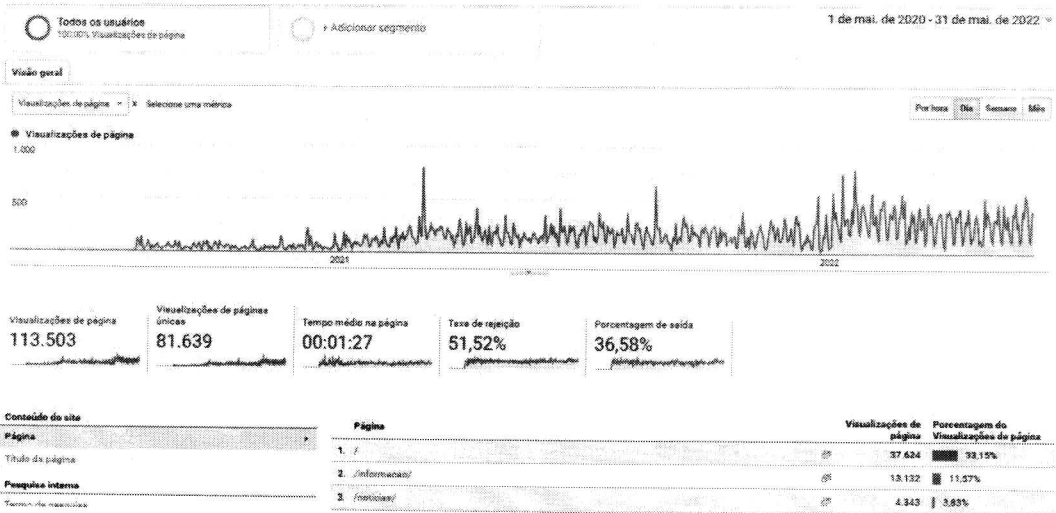 Todos os usuários
100,00% Visualizações de página
+ Adicionar segmento
1 de mai. de 2020 - 31 de mai. de 2022
Visão geral
Visualizações de página x Selecione uma métrica
Por hora Dia Semana Mês
Visualizações de página
1.000
500
2021
2022
Visualizações de página
113.503
Visualizações de páginas únicas
81.639
Tempo médio na página
00:01:27
Taxa de rejeição
51,52%
Porcentagem de saída
36,58%
Conteúdo do site
Página
Título da página
Pesquisa interna
Termo de pesquisa
Página
Visualizações de página
Porcentagem do Visualizações de página
1. /
37.624
33,15%
2. /informacao/
13.132
11,57%
3. /noticias/
4.343
3,83%